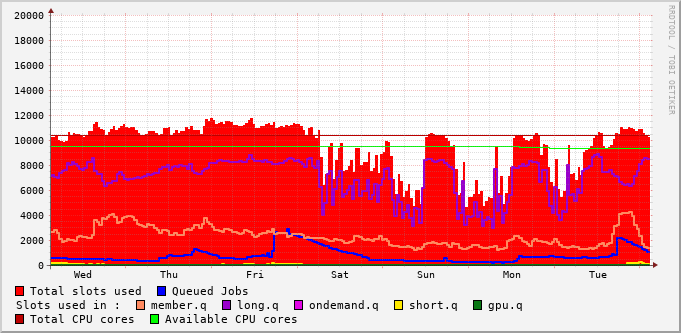 RRDTOOL / TOBI OETIKER
20000
18000
16000
14000
12000
10000
8000
6000
4000
2000
0
Wed Thu Fri Sat Sun Mon Tue
Total slots used Queued Jobs
Slots used in : member.q long.q ondemand.q short.q gpu.q
Total CPU cores Available CPU cores